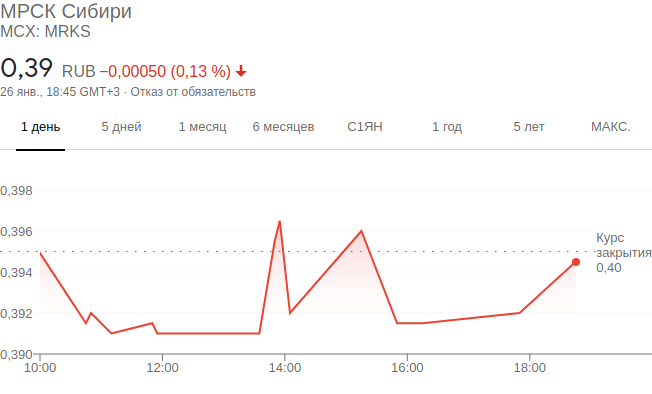 МРСК Сибири
MCX: MRKS
0,39 RUB −0,00050 (0,13 %)
26 янв., 18:45 GMT+3 · Отказ от обязательств
1 день 5 дней 1 месяц 6 месяцев С1ЯН 1 год 5 лет МАКС.
0,398
0,396
Курс
закрытия
0,40
0,394
0,392
0,390
10:00 12:00 14:00 16:00 18:00